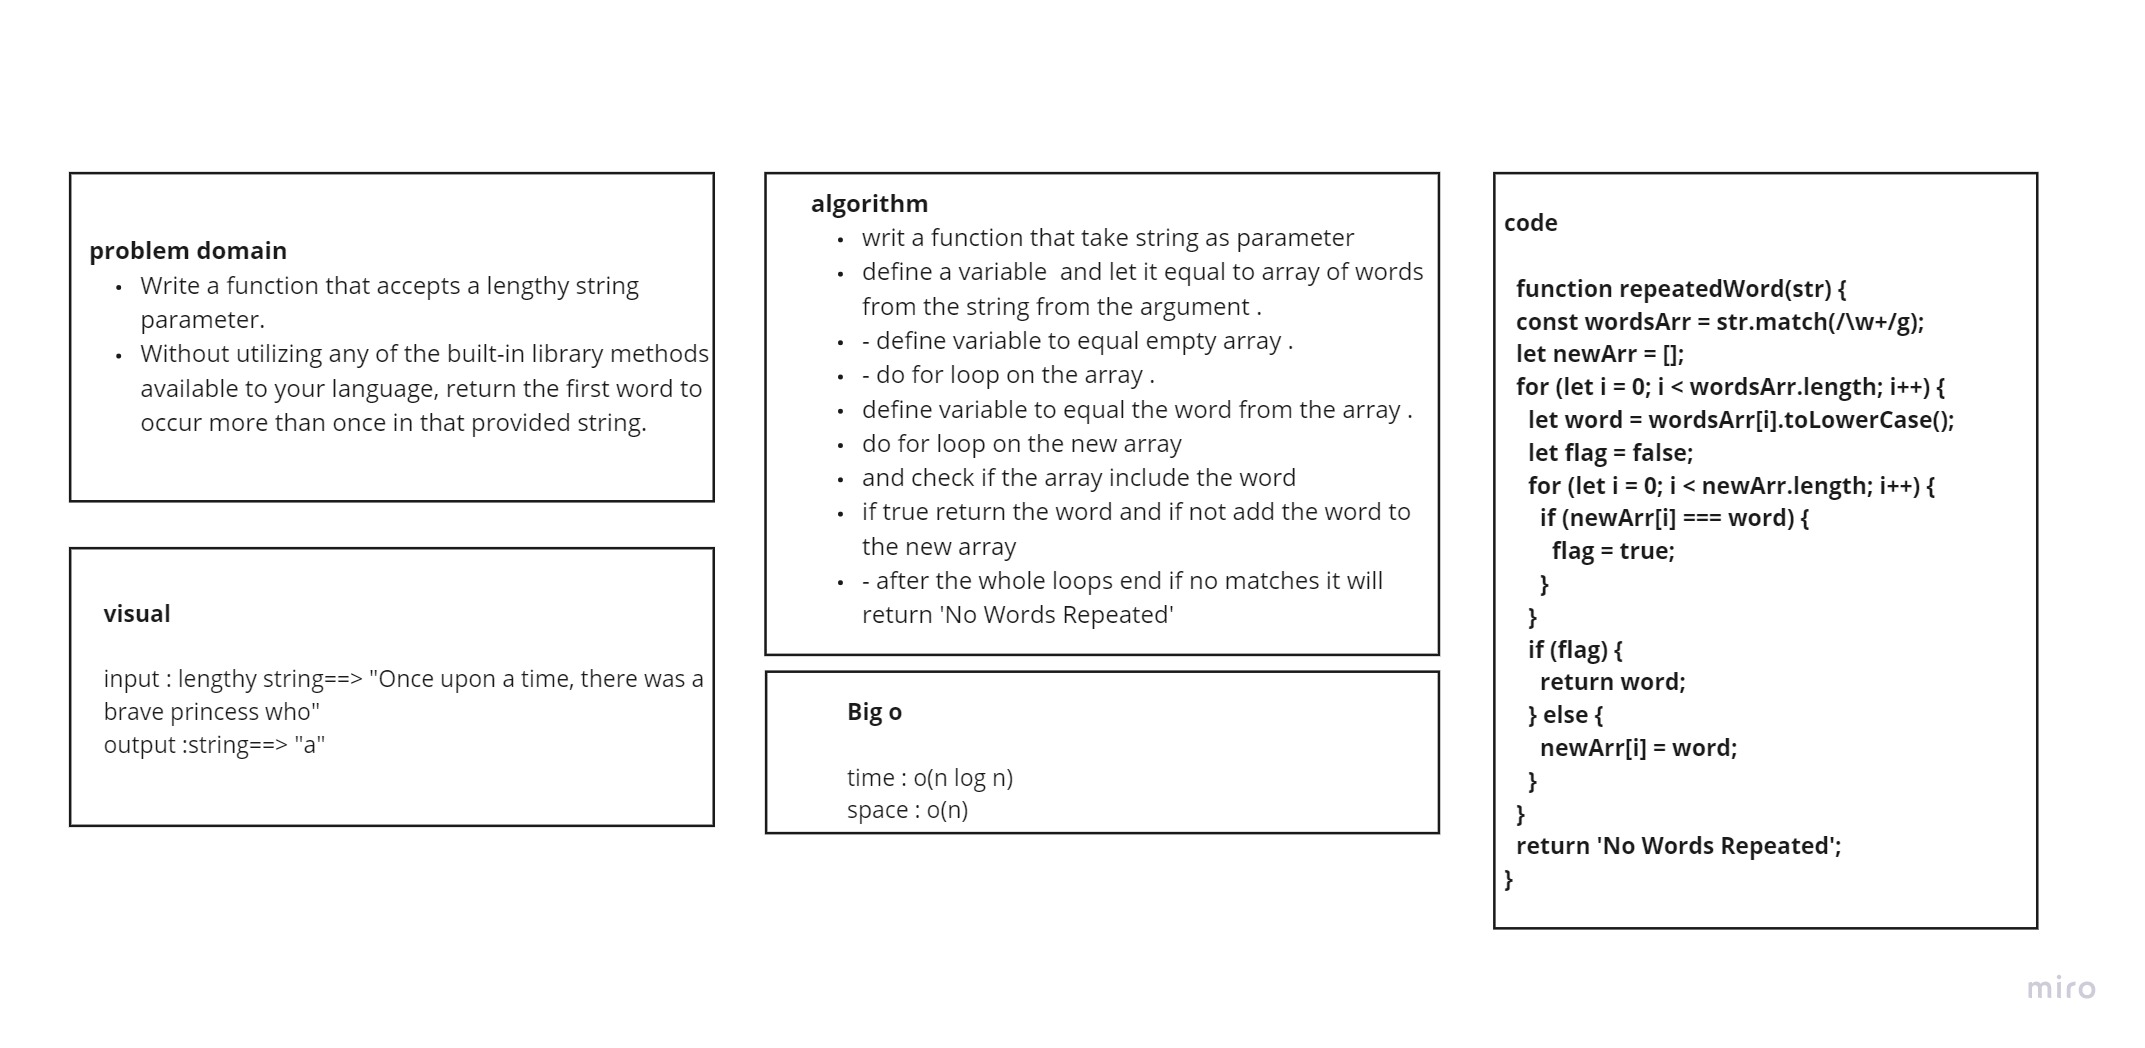 problem domain
• Write a function that accepts a lengthy string
parameter.
• Without utilizing any of the built-in library methods
available to your language, return the first word to
occur more than once in that provided string.
visual
input : lengthy string==> "Once upon a time, there was a
brave princess who"
output :string==> "a"
algorithm
• writ a function that take string as parameter
• define a variable  and let it equal to array of words
from the string from the argument .
• - define variable to equal empty array .
• - do for loop on the array .
• define variable to equal the word from the array .
• do for loop on the new array
• and check if the array include the word
• if true return the word and if not add the word to
the new array
• - after the whole loops end if no matches it will
return 'No Words Repeated'
Big o
time : o(n log n)
space : o(n)
code
function repeatedWord(str) {
const wordsArr = str.match(/\w+/g);
let newArr = [];
for (let i = 0; i < wordsArr.length; i++) {
let word = wordsArr[i].toLowerCase();
let flag = false;
for (let i = 0; i < newArr.length; i++) {
if (newArr[i] === word) {
flag = true;
}
}
if (flag) {
return word;
} else {
newArr[i] = word;
}
}
return 'No Words Repeated';
}
miro